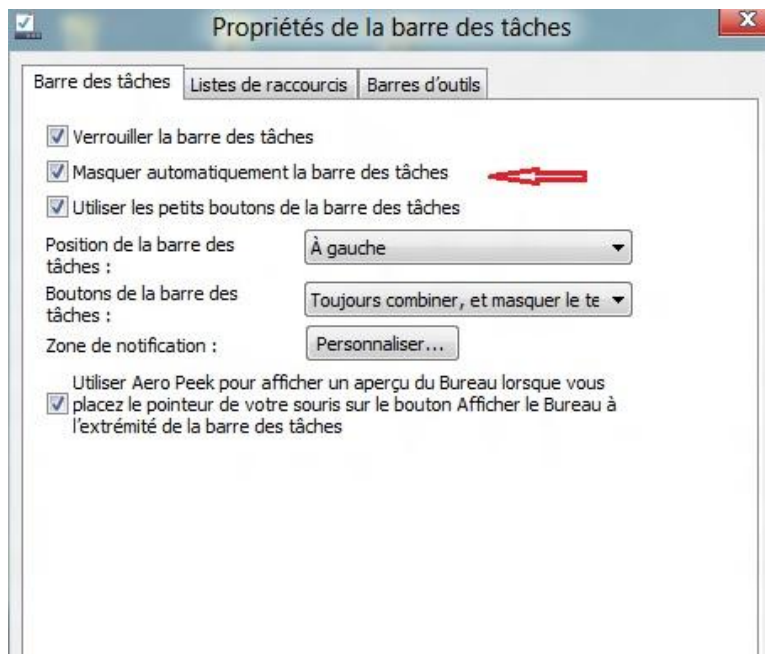 Propriétés de la barre des tâches
Barre des tâches
Listes de raccourcis
Barres d'outils
Verrouiller la barre des tâches
Masquer automatiquement la barre des tâches
Utiliser les petits boutons de la barre des tâches
Position de la barre des
tâches :
À gauche
Boutons de la barre des
tâches :
Toujours combiner, et masquer le te
Zone de notification :
Personnaliser...
Utiliser Aero Peek pour afficher un aperçu du Bureau lorsque vous
placez le pointeur de votre souris sur le bouton Afficher le Bureau à
l'extrémité de la barre des tâches